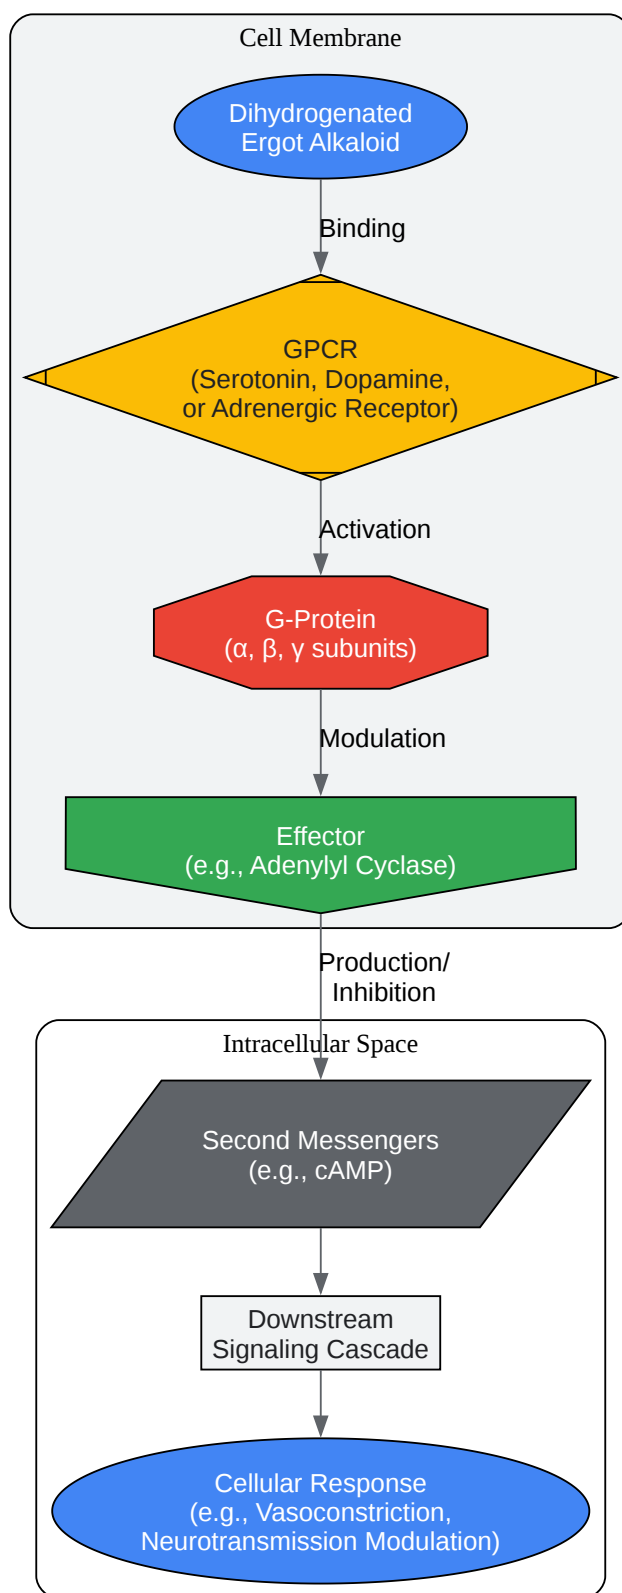 Cell Membrane
Dihydrogenated
Ergot Alkaloid
Binding
GPCR
(Serotonin, Dopamine,
or Adrenergic Receptor)
Activation
G-Protein
(α, β, γ subunits)
Modulation
Effector
(e.g., Adenylyl Cyclase)
Production/
Inhibition
Intracellular Space
Second Messengers
(e.g., cAMP)
Downstream
Signaling Cascade
Cellular Response
(e.g., Vasoconstriction,
Neurotransmission Modulation)